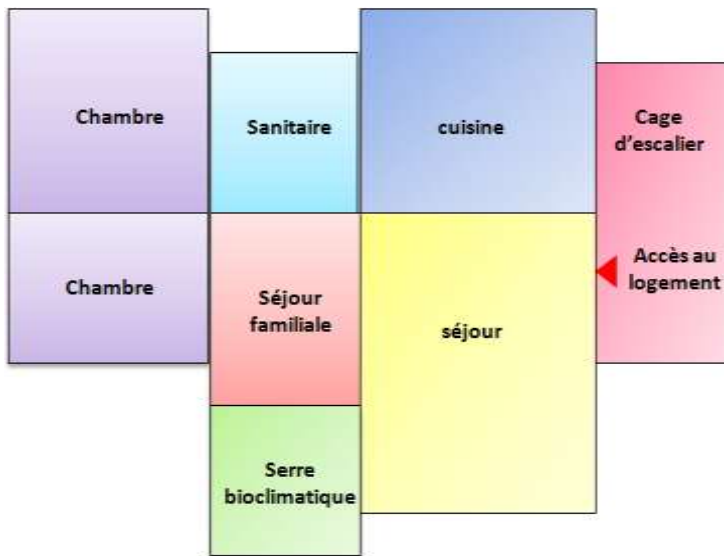 Chambre
Sanitaire
cuisine
Cage
d'escalier
Chambre
Séjour
familiale
séjour
Accès au
logement
Serre
bioclimatique